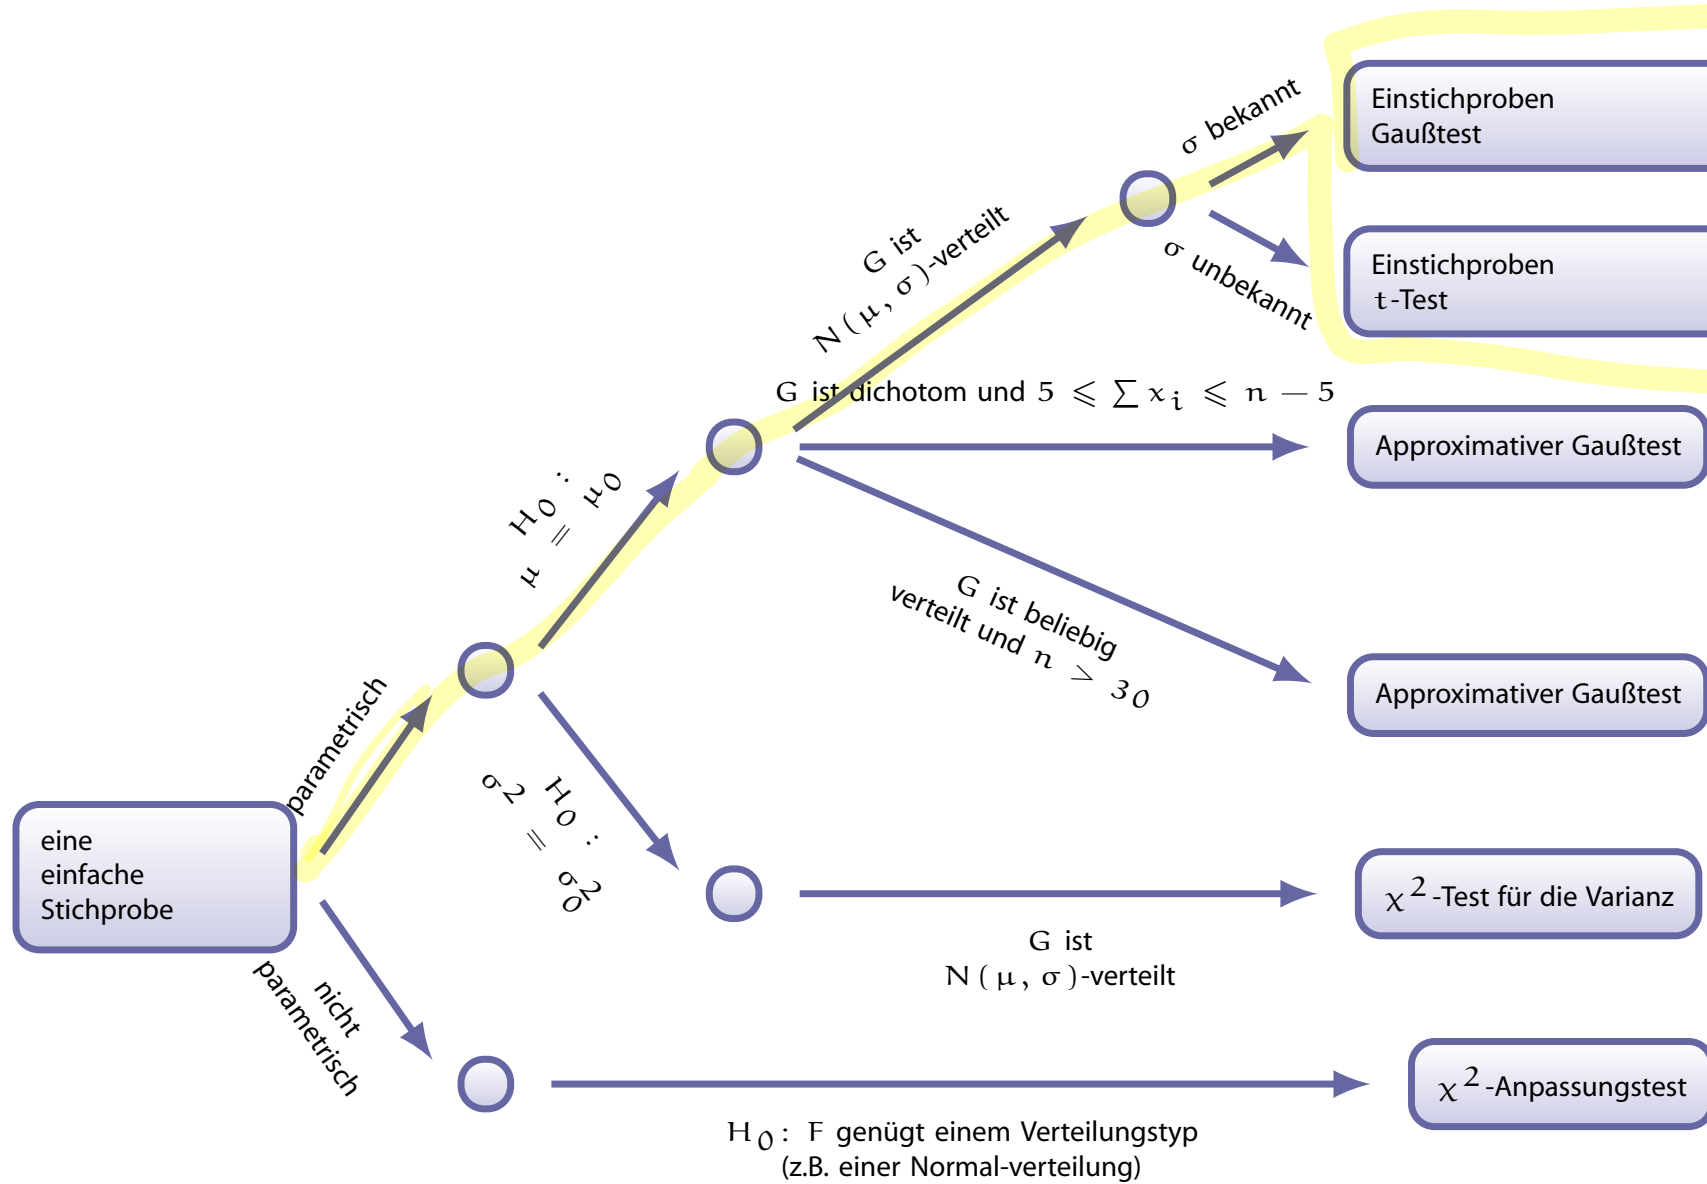 σ bekannt
Einstichproben
Gaußtest
G ist
N(μ, σ)-verteilt
σ unbekannt
Einstichproben
t-Test
G ist dichotom und 5 ⩽ ∑ xᵢ ⩽ n − 5
Approximativer Gaußtest
H₀ :
μ = μ₀
G ist beliebig
verteilt und n > 30
Approximativer Gaußtest
parametrisch
eine
einfache
Stichprobe
H₀ :
σ² = σ₀²
χ²-Test für die Varianz
G ist
N(μ, σ)-verteilt
nicht
parametrisch
χ²-Anpassungstest
H₀: F genügt einem Verteilungstyp
(z.B. einer Normal-verteilung)